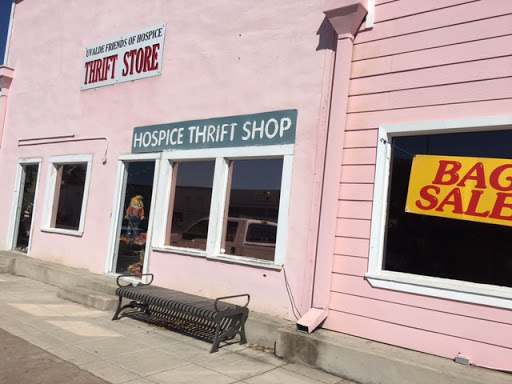 UVALDE FRIENDS OF HOSPICE
THRIFT STORE
HOSPICE THRIFT SHOP
BAG
SALE